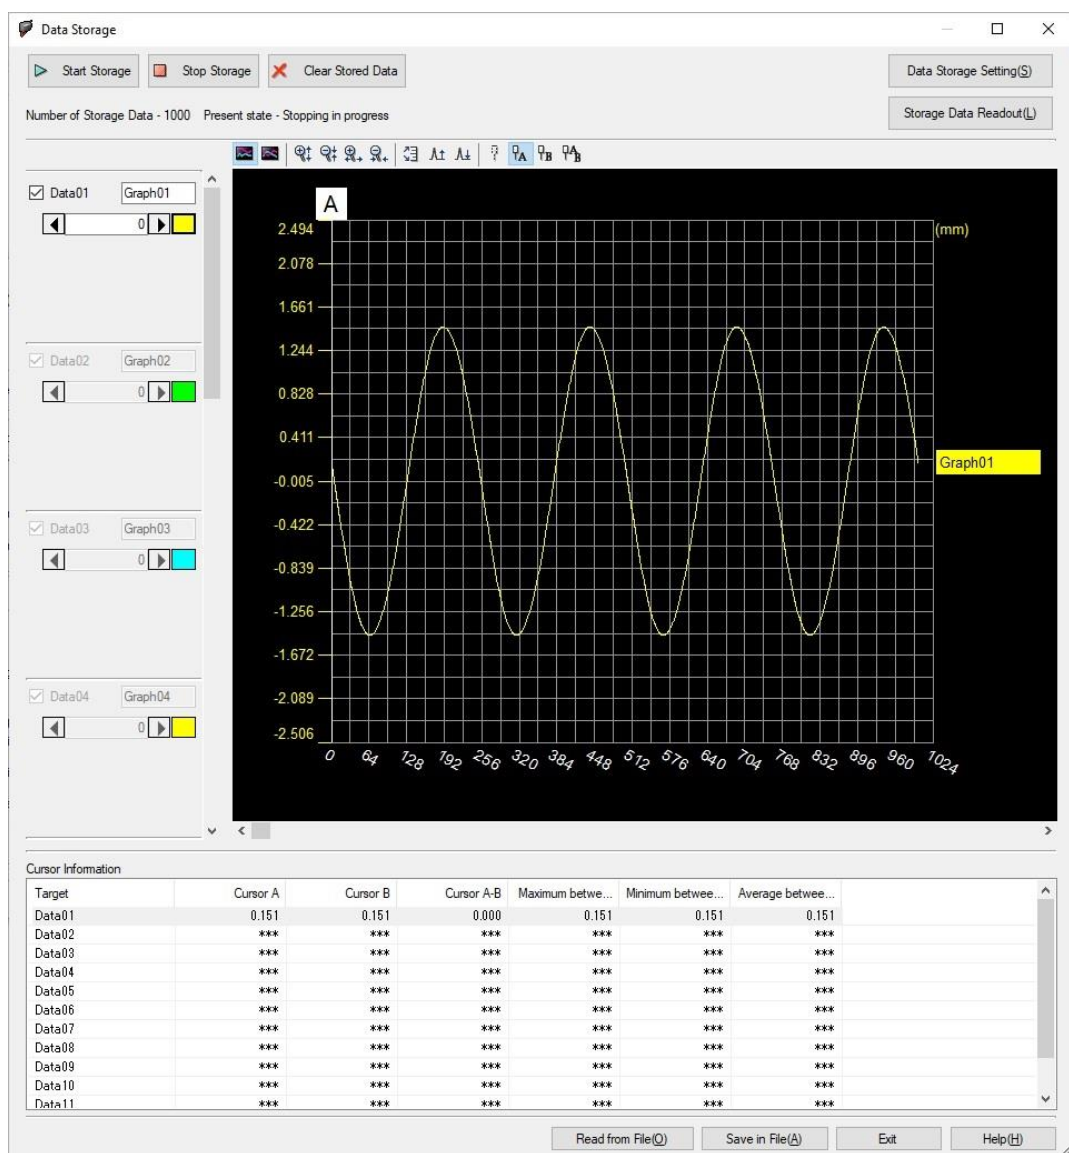 Data Storage
Start Storage Stop Storage Clear Stored Data Data Storage Setting(S)
Number of Storage Data - 1000 Present state - Stopping in progress Storage Data Readout(L)
A B A B
Data01 Graph01
0
Data02 Graph02
0
Data03 Graph03
0
Data04 Graph04
0
A
2.494 (mm)
2.078
1.661
1.244
0.828
0.411
Graph01
-0.005
-0.422
-0.839
-1.256
-1.672
-2.089
-2.506
0 64 128 192 256 320 384 448 512 576 640 704 768 832 896 960 1024
Cursor Information
Target Cursor A Cursor B Cursor A-B Maximum betwe... Minimum betwee... Average betwee...
Data01 0.151 0.151 0.000 0.151 0.151 0.151
Data02 *** *** *** *** *** ***
Data03 *** *** *** *** *** ***
Data04 *** *** *** *** *** ***
Data05 *** *** *** *** *** ***
Data06 *** *** *** *** *** ***
Data07 *** *** *** *** *** ***
Data08 *** *** *** *** *** ***
Data09 *** *** *** *** *** ***
Data10 *** *** *** *** *** ***
Data11 *** *** *** *** *** ***
Read from File(O) Save in File(A) Exit Help(H)